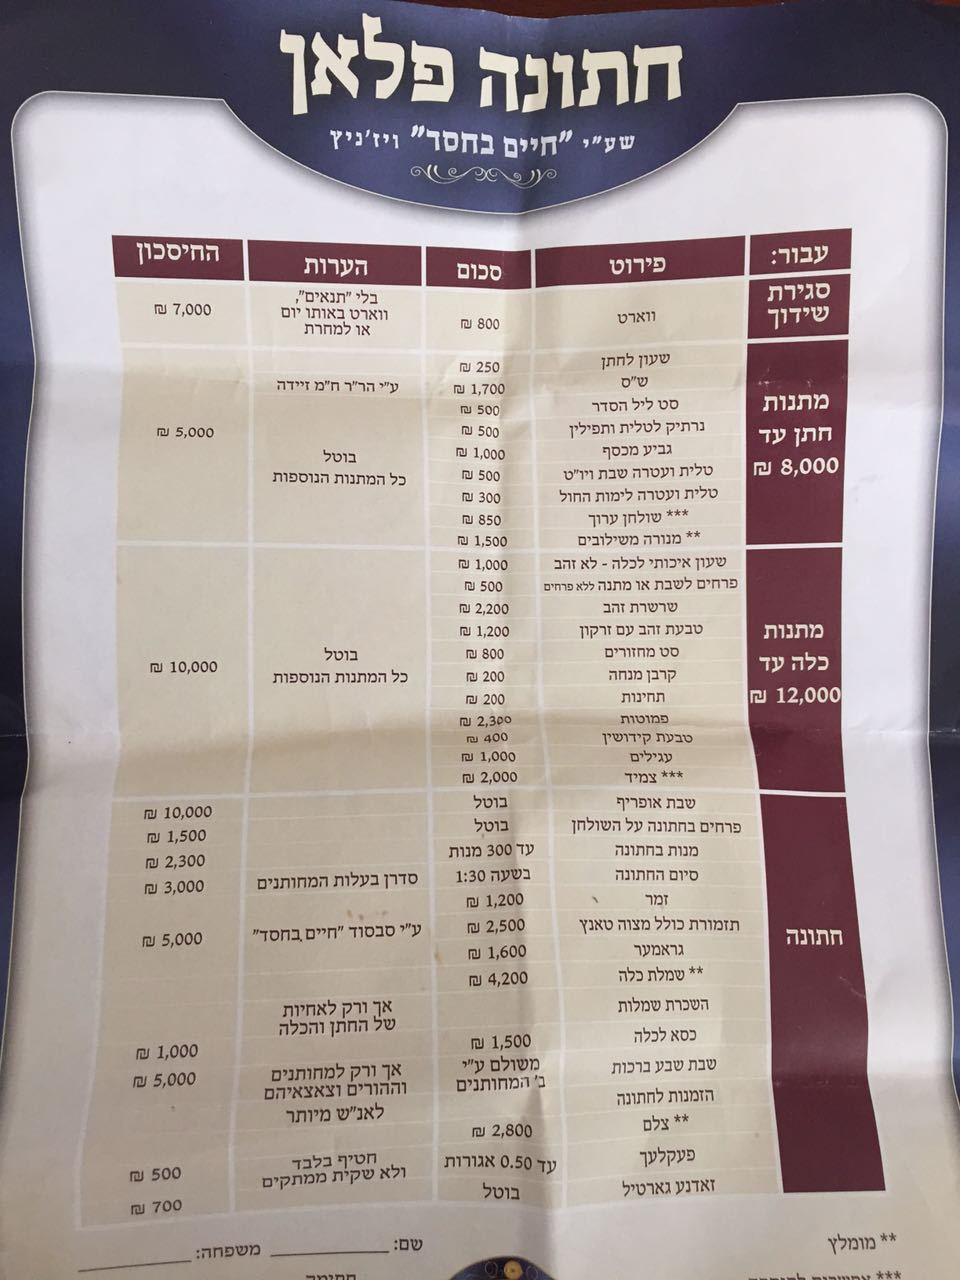 חתונה פלאן
שע"י "חיים בחסד" ויז'ניץ
עבור: פירוט סכום הערות החיסכון
סגירת שידוך
ווארט 800 ₪
בלי "תנאים",
ווארט באותו יום
או למחרת
7,000 ₪
מתנות
חתן עד
8,000 ₪
שעון לחתן 250 ₪
ש"ס 1,700 ₪ ע"י הר"ר ח"מ זיידה
סט ליל הסדר 500 ₪
נרתיק לטלית ותפילין 500 ₪
גביע מכסף 1,000 ₪
טלית ועטרה שבת ויו"ט 500 ₪
טלית ועטרה לימות החול 300 ₪
*** שולחן ערוך 850 ₪
** מנורה משילובים 1,500 ₪
בוטל
כל המתנות הנוספות
5,000 ₪
מתנות
כלה עד
12,000 ₪
שעון איכותי לכלה - לא זהב 1,000 ₪
פרחים לשבת או מתנה ללא פרחים 500 ₪
שרשרת זהב 2,200 ₪
טבעת זהב עם זרקון 1,200 ₪
סט מחזורים 800 ₪
קרבן מנחה 200 ₪
תחינות 200 ₪
פמוטות 2,300 ₪
טבעת קידושין 400 ₪
עגילים 1,000 ₪
*** צמיד 2,000 ₪
בוטל
כל המתנות הנוספות
10,000 ₪
חתונה
שבת אופריף בוטל 10,000 ₪
פרחים בחתונה על השולחן בוטל 1,500 ₪
מנות בחתונה עד 300 מנות 2,300 ₪
סיום החתונה בשעה 1:30 סדרן בעלות המחותנים 3,000 ₪
זמר 1,200 ₪
תזמורת כולל מצוה טאנץ 2,500 ₪ ע"י סבסוד "חיים בחסד" 5,000 ₪
גראמער 1,600 ₪
** שמלת כלה 4,200 ₪
השכרת שמלות
אך ורק לאחיות
של החתן והכלה
כסא לכלה 1,500 ₪ 1,000 ₪
שבת שבע ברכות
משולם ע"י
ב' המחותנים
אך ורק למחותנים
וההורים וצאצאיהם
5,000 ₪
הזמנות לחתונה לאנ"ש מיותר
** צלם 2,800 ₪
פעקלעך עד 0.50 אגורות
חטיף בלבד
ולא שקית ממתקים
500 ₪
זאדנע גארטיל בוטל 700 ₪
** מומלץ
שם: ____________ משפחה: ____________